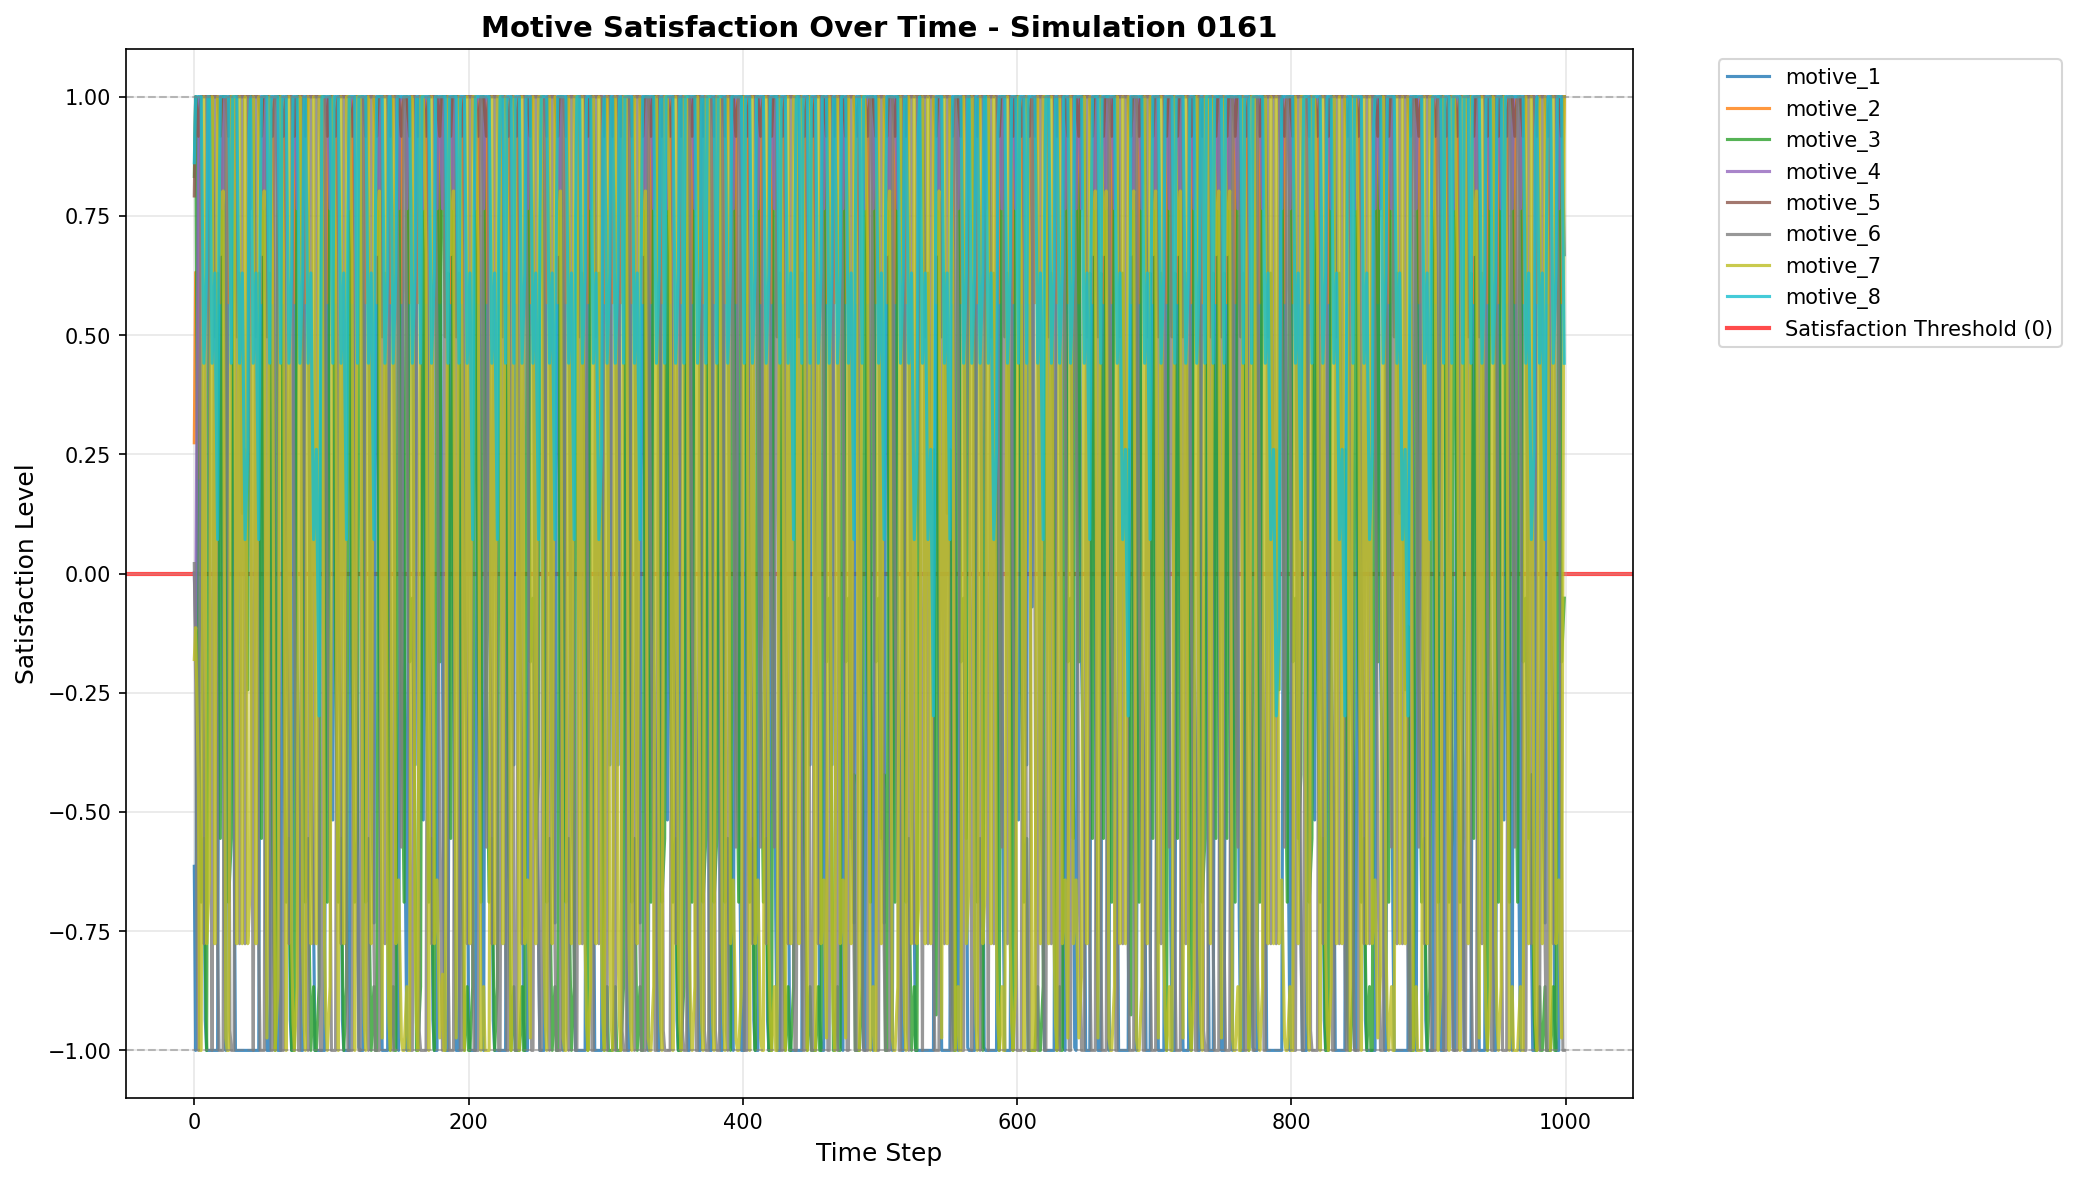 Motive Satisfaction Over Time - Simulation 0161
1.00
0.75
0.50
0.25
0.00
−0.25
−0.50
−0.75
−1.00
Satisfaction Level
0
200
400
600
800
1000
Time Step
motive_1
motive_2
motive_3
motive_4
motive_5
motive_6
motive_7
motive_8
Satisfaction Threshold (0)